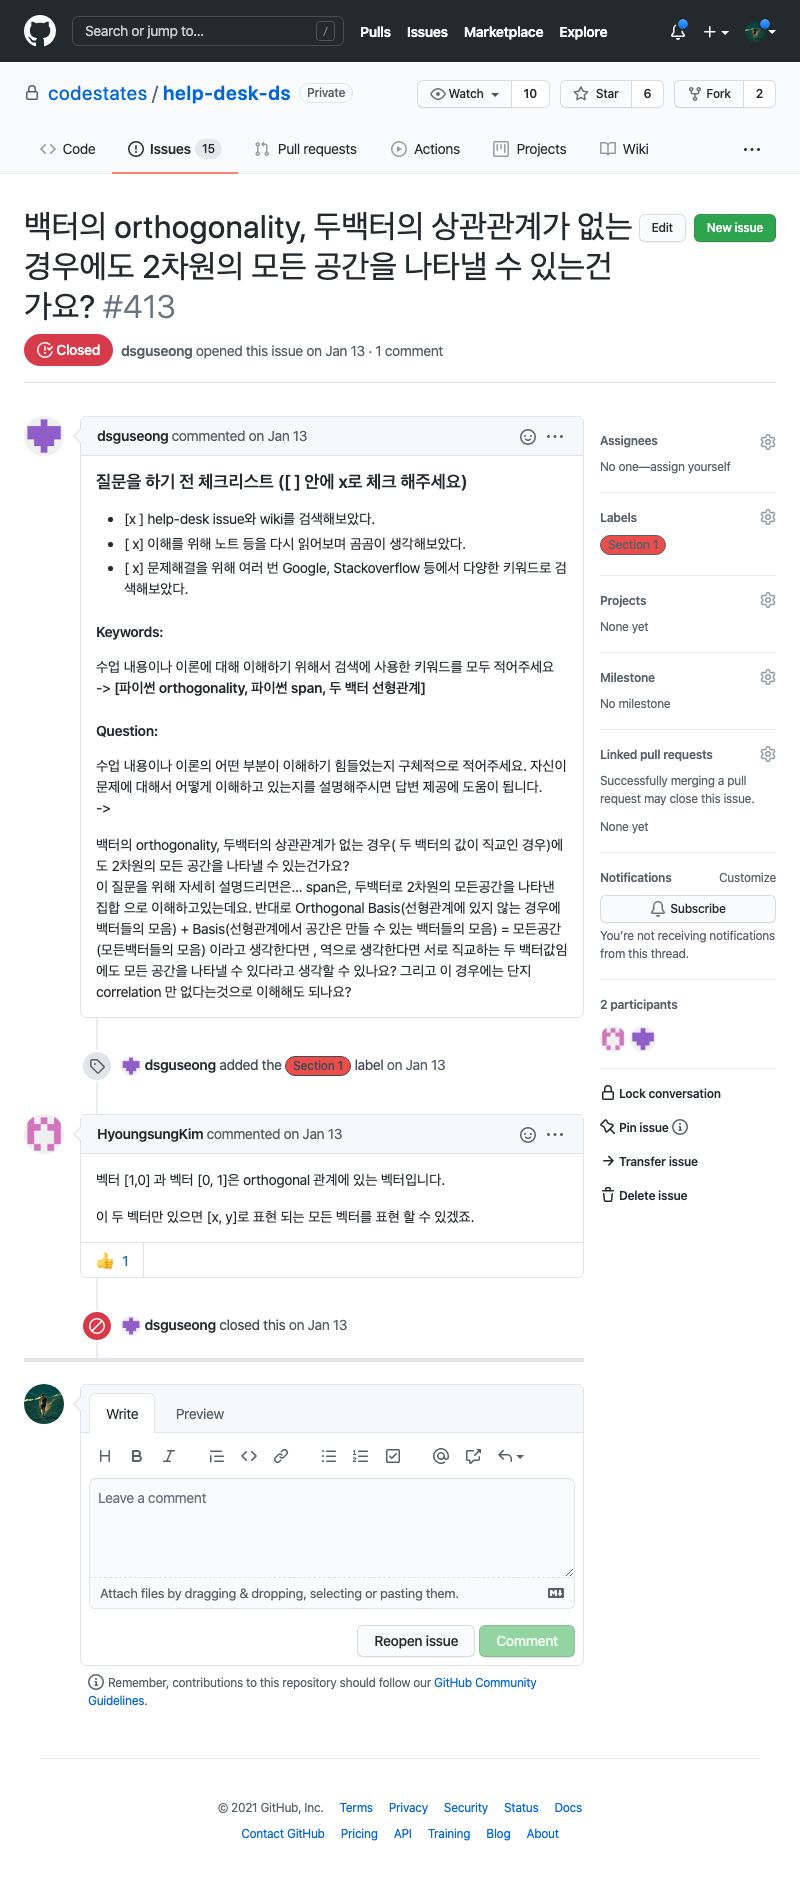 Search or jump to... /
Pulls Issues Marketplace Explore
codestates / help-desk-ds Private
Watch 10 Star 6 Fork 2
Code Issues 15 Pull requests Actions Projects Wiki ...
백터의 orthogonality, 두백터의 상관관계가 없는
경우에도 2차원의 모든 공간을 나타낼 수 있는건
가요? #413
Edit New issue
Closed dsguseong opened this issue on Jan 13 · 1 comment
dsguseong commented on Jan 13
질문을 하기 전 체크리스트 ([ ] 안에 x로 체크 해주세요)
• [x ] help-desk issue와 wiki를 검색해보았다.
• [ x] 이해를 위해 노트 등을 다시 읽어보며 곰곰이 생각해보았다.
• [ x] 문제해결을 위해 여러 번 Google, Stackoverflow 등에서 다양한 키워드로 검
색해보았다.
Keywords:
수업 내용이나 이론에 대해 이해하기 위해서 검색에 사용한 키워드를 모두 적어주세요
-> [파이썬 orthogonality, 파이썬 span, 두 백터 선형관계]
Question:
수업 내용이나 이론의 어떤 부분이 이해하기 힘들었는지 구체적으로 적어주세요. 자신이
문제에 대해서 어떻게 이해하고 있는지를 설명해주시면 답변 제공에 도움이 됩니다.
->
백터의 orthogonality, 두백터의 상관관계가 없는 경우( 두 백터의 값이 직교인 경우)에
도 2차원의 모든 공간을 나타낼 수 있는건가요?
이 질문을 위해 자세히 설명드리면은... span은, 두백터로 2차원의 모든공간을 나타낸
집합 으로 이해하고있는데요. 반대로 Orthogonal Basis(선형관계에 있지 않는 경우에
백터들의 모음) + Basis(선형관계에서 공간은 만들 수 있는 백터들의 모음) = 모든공간
(모든백터들의 모음) 이라고 생각한다면 , 역으로 생각한다면 서로 직교하는 두 백터값임
에도 모든 공간을 나타낼 수 있다라고 생각할 수 있나요? 그리고 이 경우에는 단지
correlation 만 없다는것으로 이해해도 되나요?
dsguseong added the Section 1 label on Jan 13
HyoungsungKim commented on Jan 13
벡터 [1,0] 과 벡터 [0, 1]은 orthogonal 관계에 있는 벡터입니다.
이 두 벡터만 있으면 [x, y]로 표현 되는 모든 벡터를 표현 할 수 있겠죠.
👍 1
dsguseong closed this on Jan 13
Write Preview
Leave a comment
Attach files by dragging & dropping, selecting or pasting them.
Reopen issue Comment
Remember, contributions to this repository should follow our GitHub Community
Guidelines.
Assignees
No one—assign yourself
Labels
Section 1
Projects
None yet
Milestone
No milestone
Linked pull requests
Successfully merging a pull
request may close this issue.
None yet
Notifications Customize
Subscribe
You're not receiving notifications
from this thread.
2 participants
Lock conversation
Pin issue
Transfer issue
Delete issue
© 2021 GitHub, Inc. Terms Privacy Security Status Docs
Contact GitHub Pricing API Training Blog About